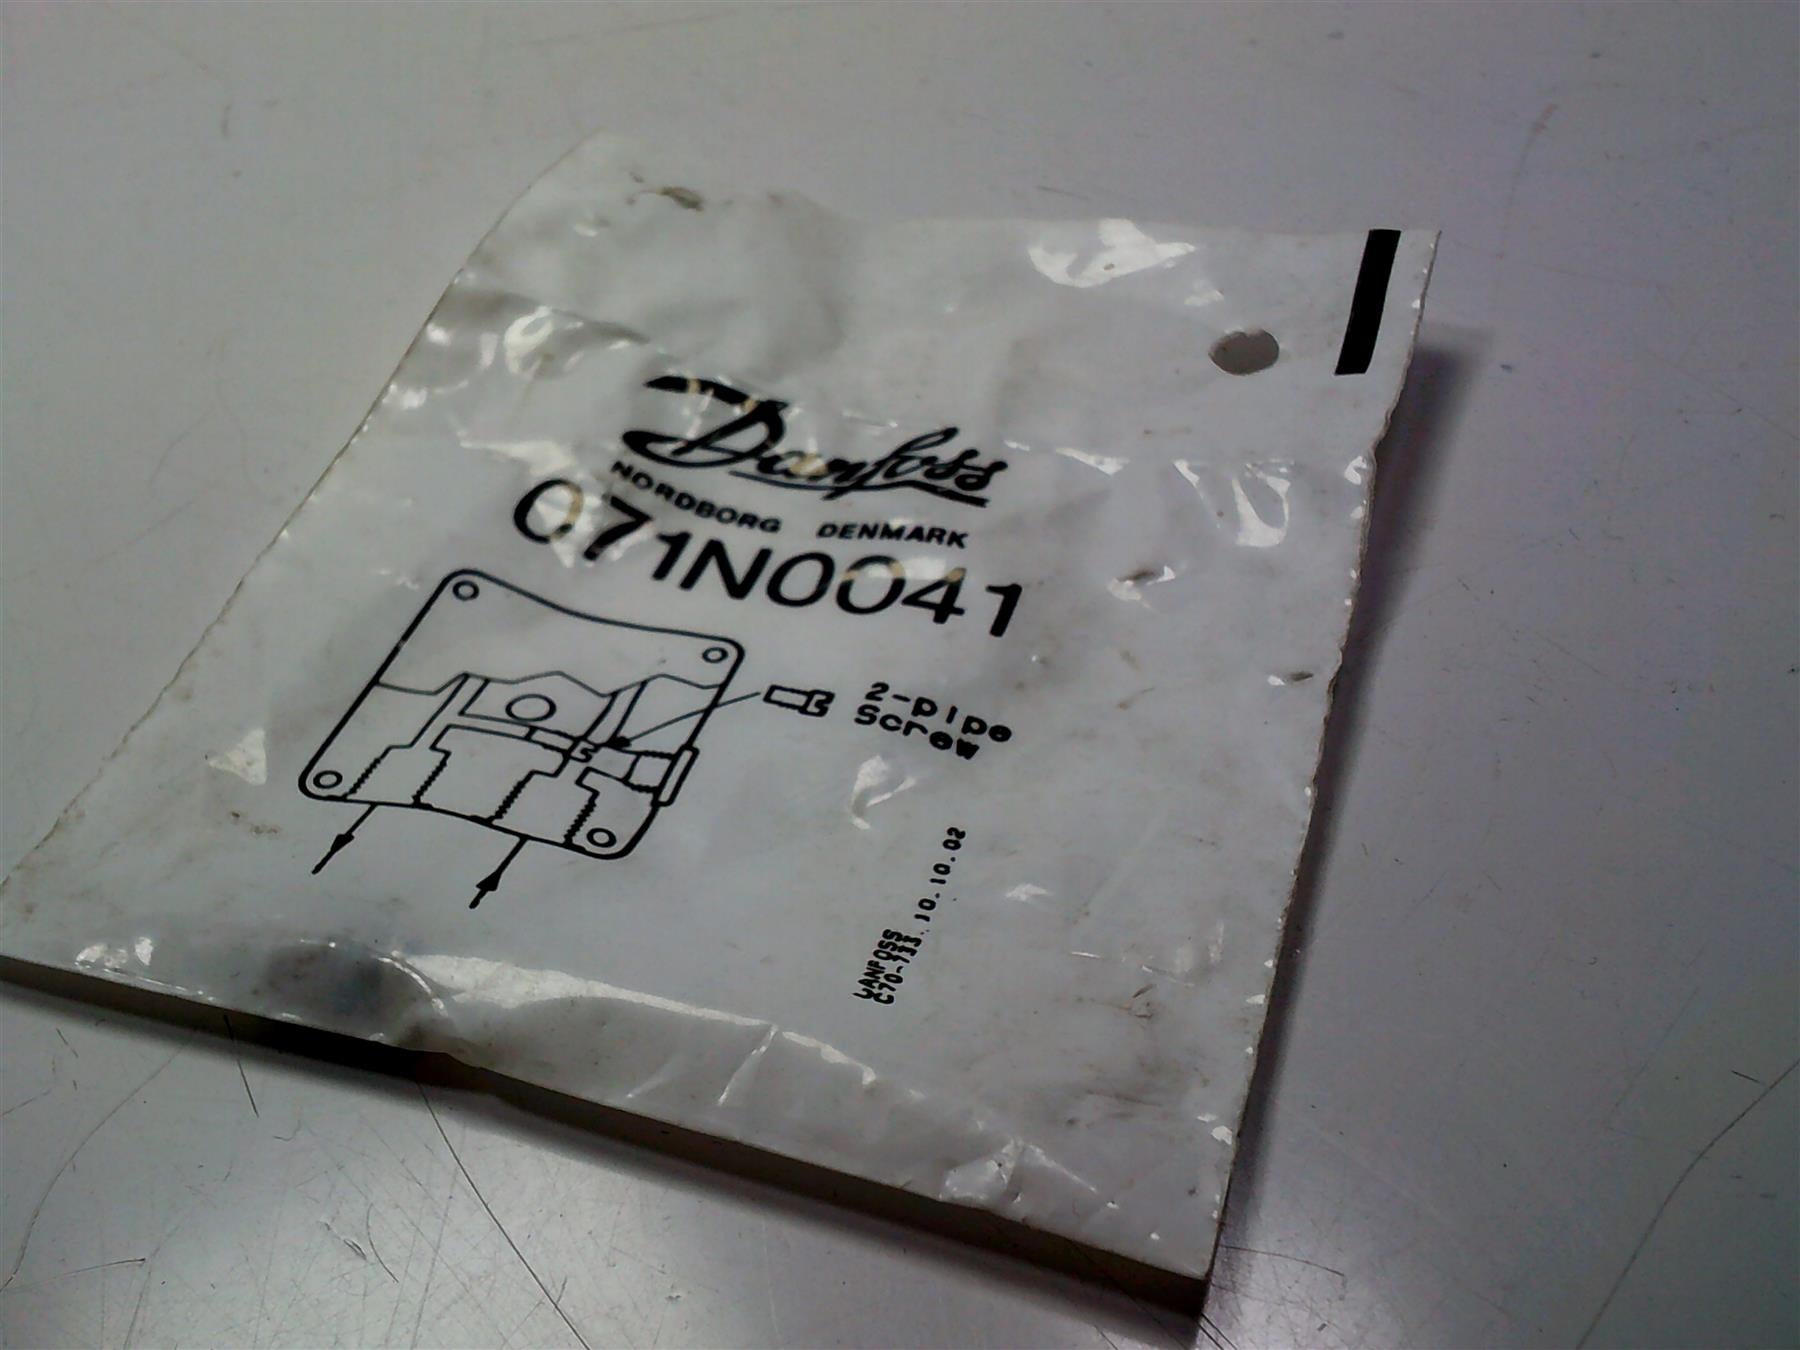 Danfoss
NORDBORG DENMARK
071N0041
2-pipe
Screw
DANFOSS
C70-733 10.10.02